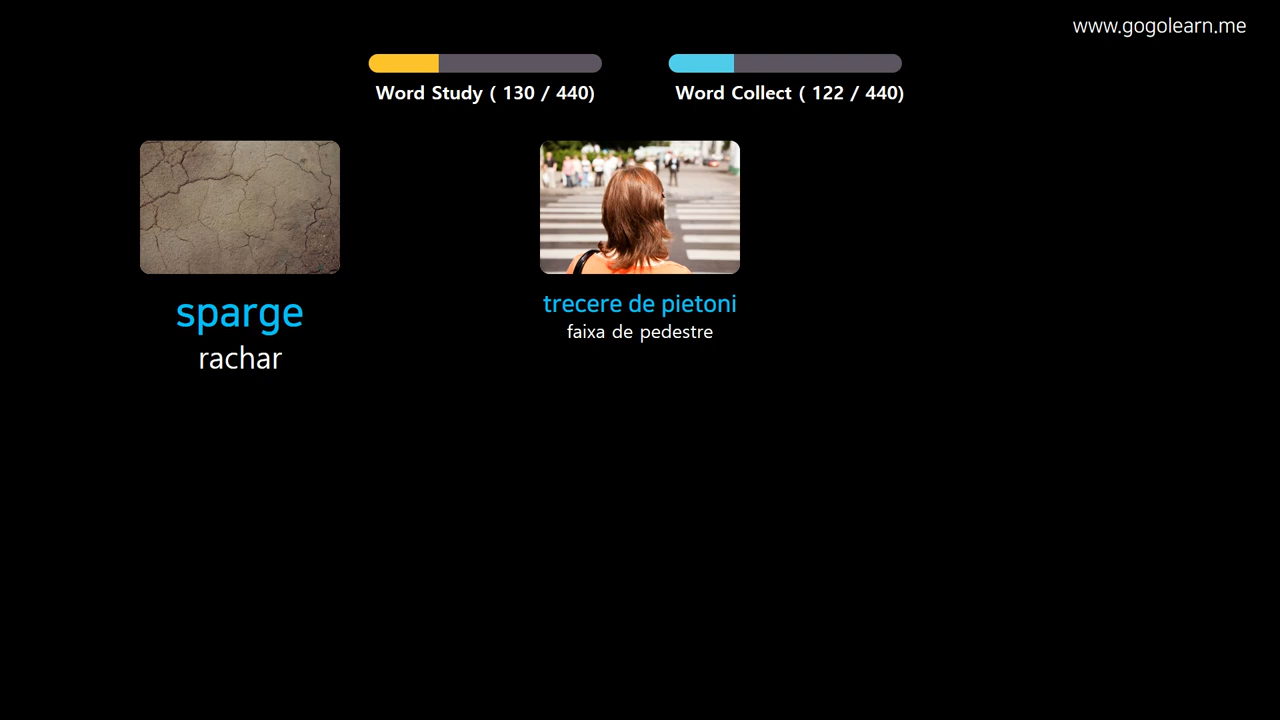 www.gogolearn.me
Word Study ( 130 / 440)
Word Collect ( 122 / 440)
sparge
rachar
trecere de pietoni
faixa de pedestre